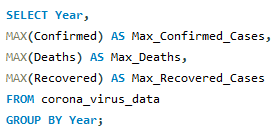 SELECT Year,
MAX(Confirmed) AS Max_Confirmed_Cases,
MAX(Deaths) AS Max_Deaths,
MAX(Recovered) AS Max_Recovered_Cases
FROM corona_virus_data
GROUP BY Year;